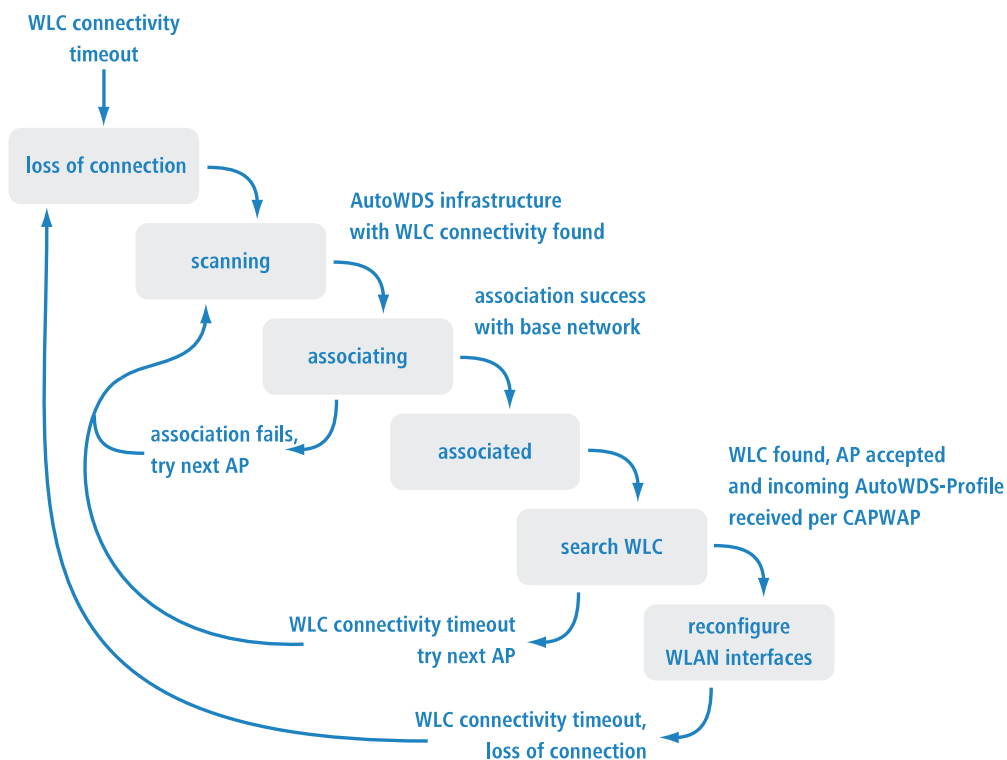 WLC connectivity
timeout
loss of connection
AutoWDS infrastructure
with WLC connectivity found
scanning
association success
with base network
associating
association fails,
try next AP
associated
WLC found, AP accepted
and incoming AutoWDS-Profile
received per CAPWAP
search WLC
WLC connectivity timeout
try next AP
reconfigure
WLAN interfaces
WLC connectivity timeout,
loss of connection